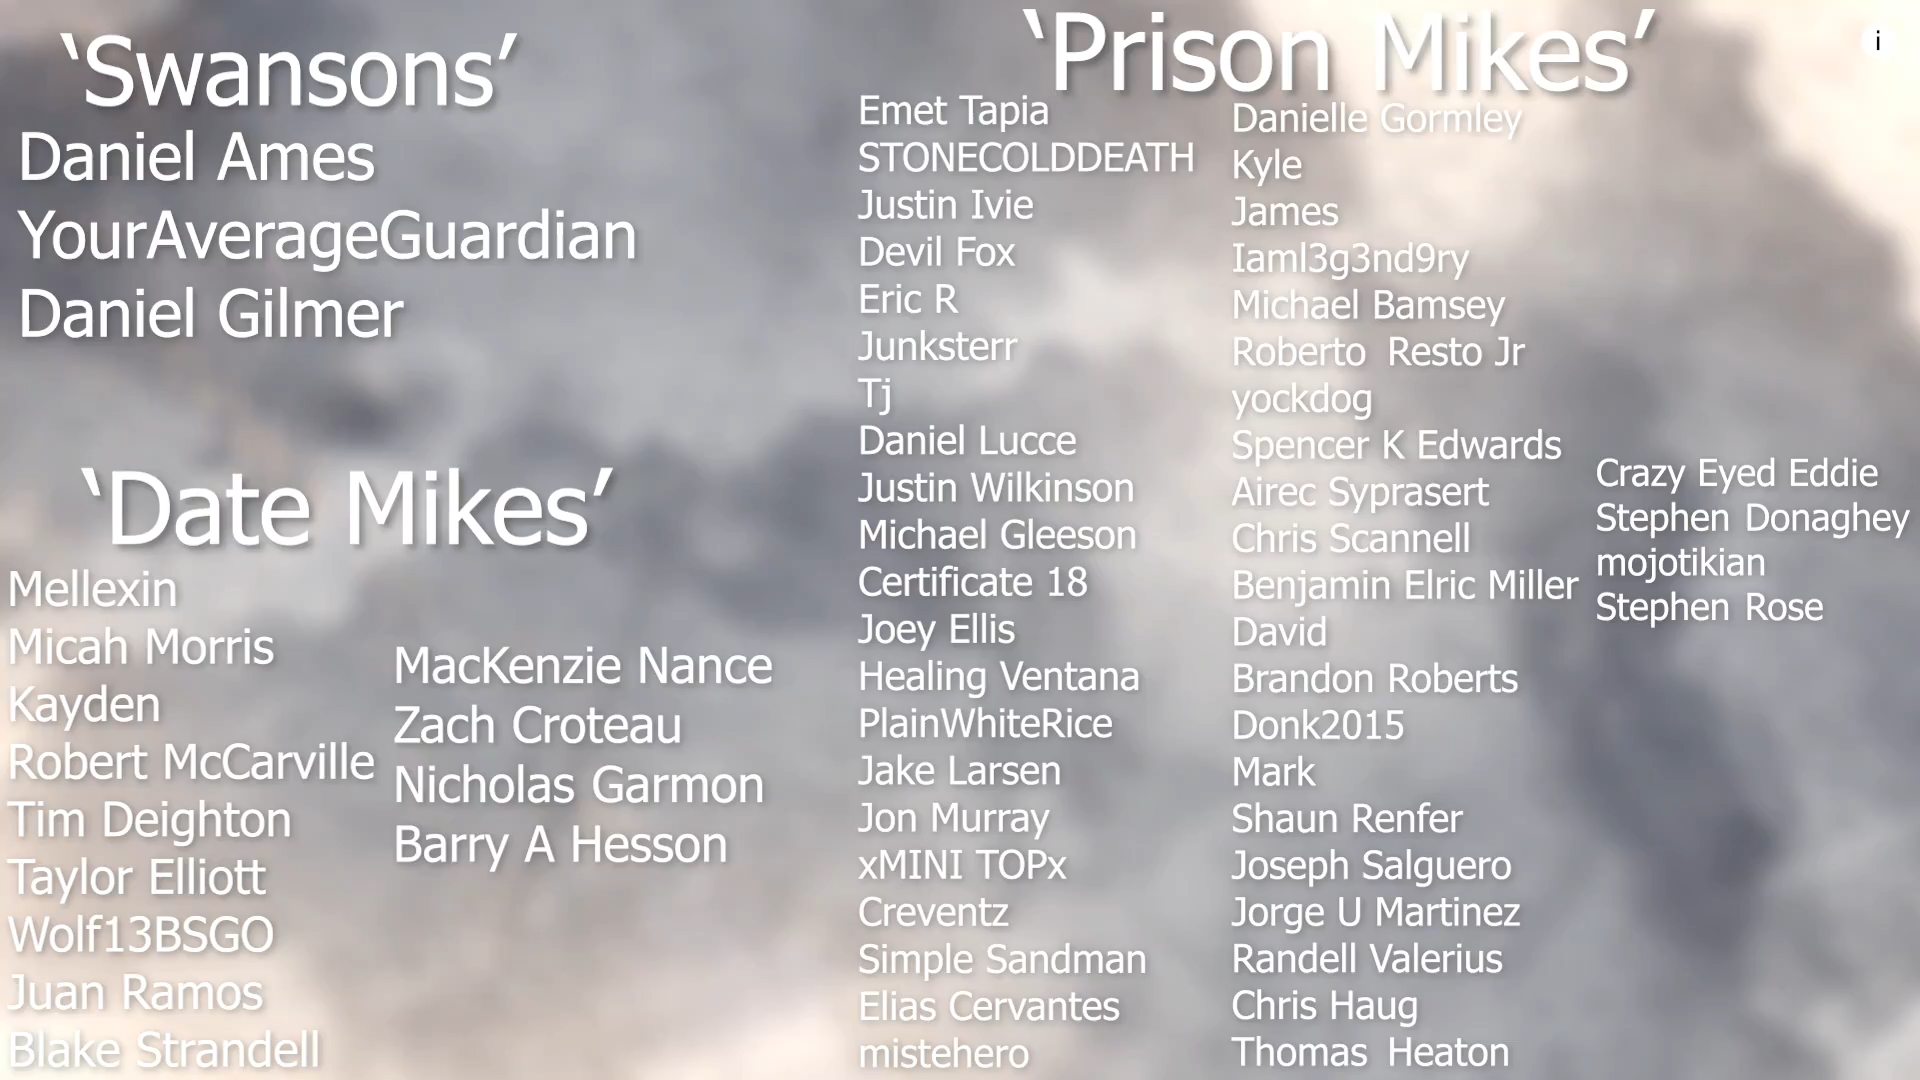 ‘Swansons’
Daniel Ames
YourAverageGuardian
Daniel Gilmer
‘Date Mikes’
Mellexin
Micah Morris
Kayden
Robert McCarville
Tim Deighton
Taylor Elliott
Wolf13BSGO
Juan Ramos
Blake Strandell
MacKenzie Nance
Zach Croteau
Nicholas Garmon
Barry A Hesson
‘Prison Mikes’
Emet Tapia
STONECOLDDEATH
Justin Ivie
Devil Fox
Eric R
Junksterr
Tj
Daniel Lucce
Justin Wilkinson
Michael Gleeson
Certificate 18
Joey Ellis
Healing Ventana
PlainWhiteRice
Jake Larsen
Jon Murray
xMINI TOPx
Creventz
Simple Sandman
Elias Cervantes
mistehero
Danielle Gormley
Kyle
James
Iaml3g3nd9ry
Michael Bamsey
Roberto Resto Jr
yockdog
Spencer K Edwards
Airec Syprasert
Chris Scannell
Benjamin Elric Miller
David
Brandon Roberts
Donk2015
Mark
Shaun Renfer
Joseph Salguero
Jorge U Martinez
Randell Valerius
Chris Haug
Thomas Heaton
Crazy Eyed Eddie
Stephen Donaghey
mojotikian
Stephen Rose
i